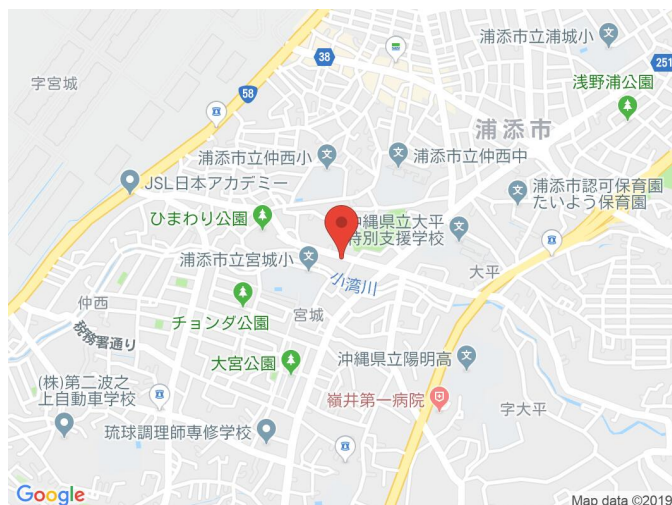 浦添市立浦城小
38
251
字宮城
浅野浦公園
58
浦添市
浦添市立仲西小
浦添市立仲西中
JSL日本アカデミー
浦添市認可保育園
たいよう保育園
ひまわり公園
沖縄県立大平
特別支援学校
浦添市立宮城小
大平
小湾川
仲西
チョンダ公園
宮城
税務署通り
大宮公園
沖縄県立陽明高
(株)第二波之
上自動車学校
嶺井第一病院
字大平
琉球調理師専修学校
Google
Map data ©2019